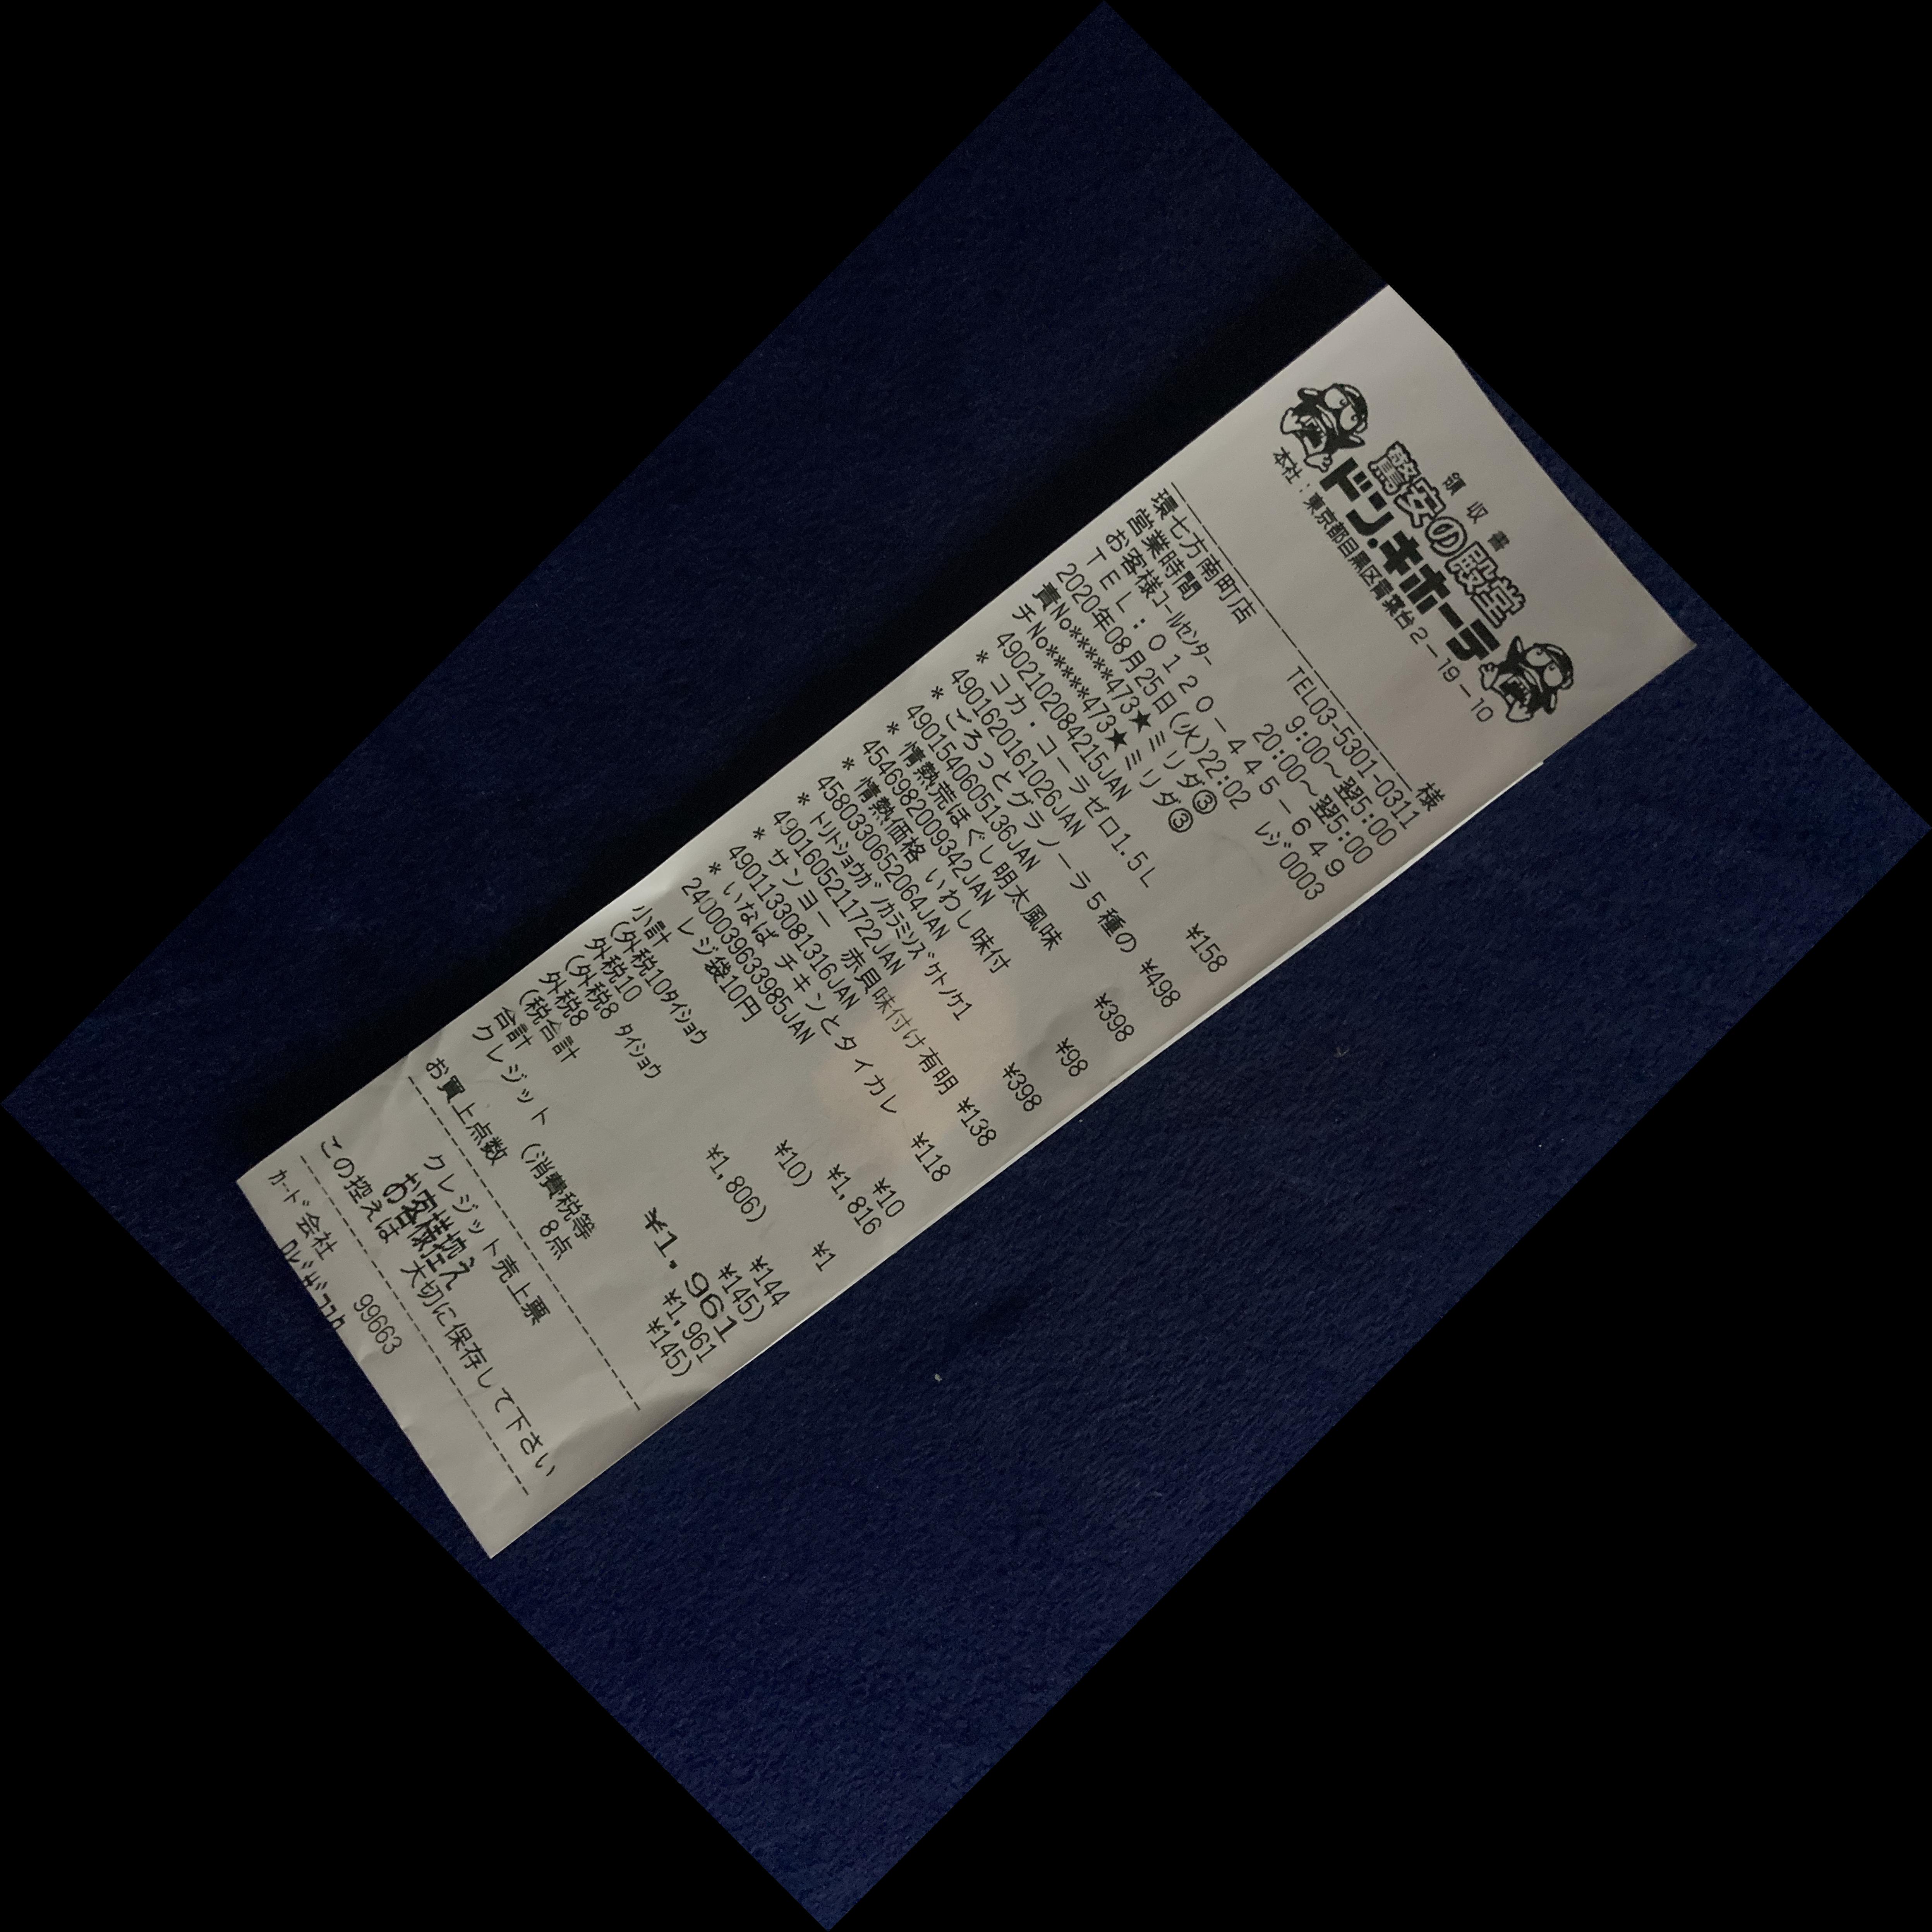 領収書
驚安の殿堂
ドン・キホーテ
本社：東京都目黒区青葉台2－19－10
様
環七方南町店 TEL03-5301-0311
営業時間 9:00～翌5:00
お客様ｺｰﾙｾﾝﾀｰ 20:00～翌5:00
ＴＥＬ：０１２０－４４５－６４９
2020年08月25日(火)22:02 ﾚｼﾞ0003
責No*****473★ミリダ③
チNo*****473★ミリダ③
4902102084215JAN
* コカ・コーラゼロ1.5L ¥158
4901620161026JAN
* ごろっとグラノーラ５種の ¥498
4901540605136JAN
* 情熱荒ほぐし明太風味 ¥398
4546982009342JAN
* 情熱価格 いわし味付 ¥98
4580330652064JAN
* ﾄﾘﾄｼｮｳｶﾞﾉｶﾗﾐｿｽﾞｹﾄﾉｹ1 ¥398
4901605211722JAN
* サンヨー 赤貝味付け有明 ¥138
4901133081316JAN
* いなば チキンとタイカレ ¥118
2400039633985JAN
レジ袋10円 ¥10
小計 ¥1,816
(外税10ﾀｲｼｮｳ ¥10)
外税10 ¥1
(外税8 ﾀｲｼｮｳ ¥1,806)
外税8 ¥144
(税合計 ¥145)
合計 ¥1,961
クレジット ¥1,961
(消費税等 ¥145)
お買上点数 8点
クレジット売上票
お客様控え
この控えは 大切に保存して下さい
ｶｰﾄﾞ会社 99663